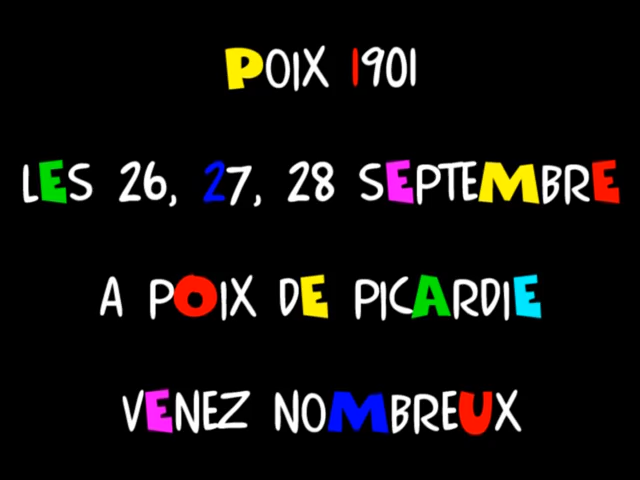 POIX 1901
LES 26, 27, 28 SEPTEMBRE
A POIX DE PICARDIE
VENEZ NOMBREUX